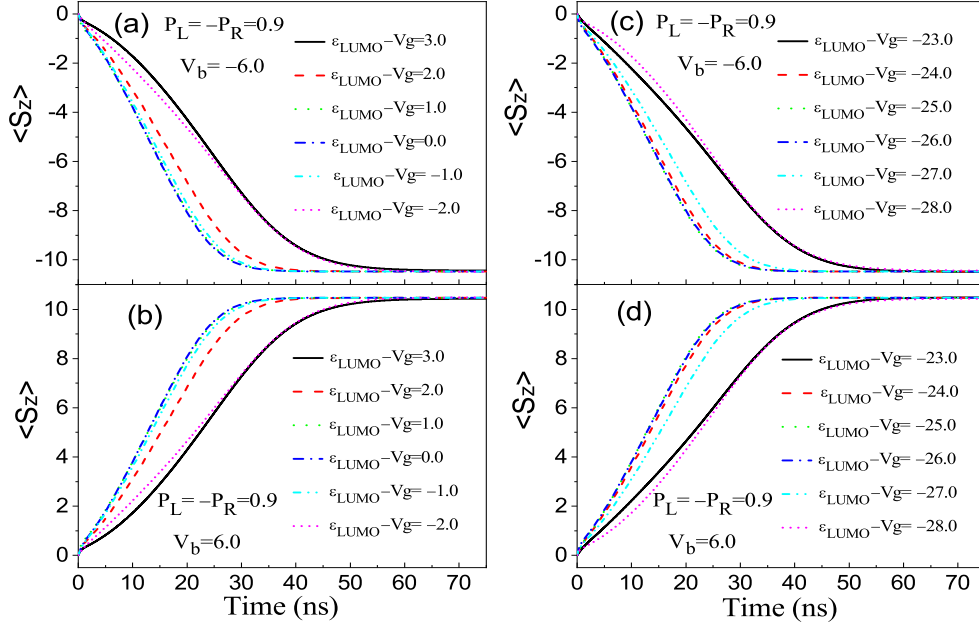 (a)
P_L = −P_R=0.9
V_b= −6.0
ε_LUMO−Vg=3.0
ε_LUMO−Vg=2.0
ε_LUMO−Vg=1.0
ε_LUMO−Vg=0.0
ε_LUMO−Vg= −1.0
ε_LUMO−Vg= −2.0
<S_Z>
0
-2
-4
-6
-8
-10
(c)
P_L= −P_R=0.9
V_b= −6.0
ε_LUMO−Vg= −23.0
ε_LUMO−Vg= −24.0
ε_LUMO−Vg= −25.0
ε_LUMO−Vg= −26.0
ε_LUMO−Vg= −27.0
ε_LUMO−Vg= −28.0
<S_Z>
0
-2
-4
-6
-8
-10
(b)
ε_LUMO−Vg=3.0
ε_LUMO−Vg=2.0
ε_LUMO−Vg=1.0
ε_LUMO−Vg=0.0
ε_LUMO−Vg= −1.0
ε_LUMO−Vg= −2.0
P_L= −P_R=0.9
V_b=6.0
<S_Z>
10
8
6
4
2
0
0 10 20 30 40 50 60 70
Time (ns)
(d)
ε_LUMO−Vg= −23.0
ε_LUMO−Vg= −24.0
ε_LUMO−Vg= −25.0
ε_LUMO−Vg= −26.0
ε_LUMO−Vg= −27.0
ε_LUMO−Vg= −28.0
P_L= −P_R=0.9
V_b=6.0
<S_Z>
10
8
6
4
2
0
0 10 20 30 40 50 60 70
Time (ns)